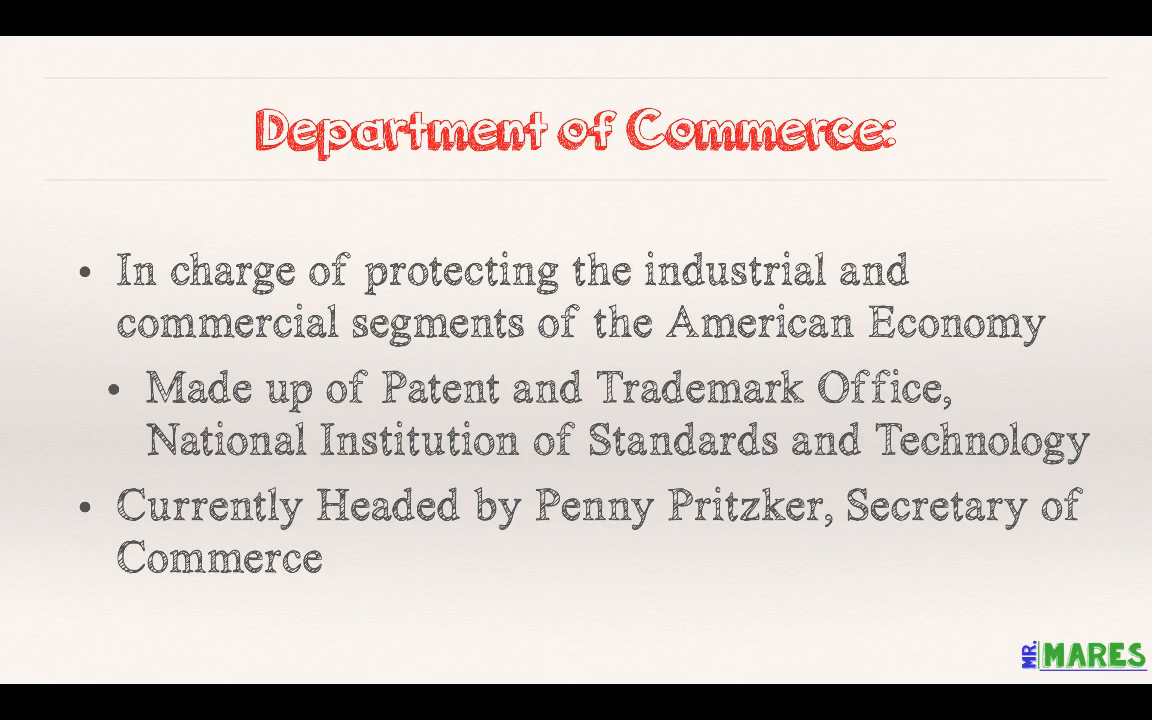 Department of Commerce:
• In charge of protecting the industrial and
commercial segments of the American Economy
• Made up of Patent and Trademark Office,
National Institution of Standards and Technology
• Currently Headed by Penny Pritzker, Secretary of
Commerce
MR. MARES